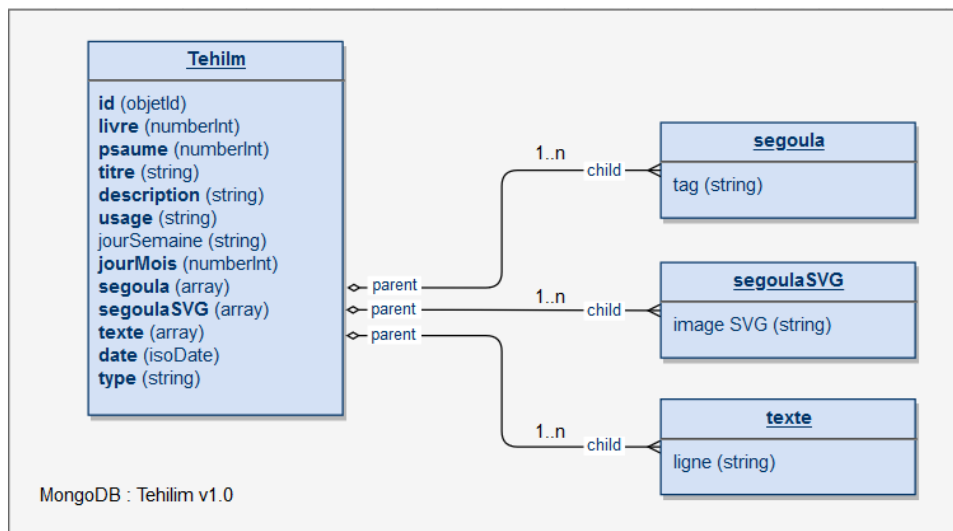 Tehilm
id (objetId)
livre (numberInt)
psaume (numberInt)
titre (string)
description (string)
usage (string)
jourSemaine (string)
jourMois (numberInt)
segoula (array)
segoulaSVG (array)
texte (array)
date (isoDate)
type (string)
parent
parent
parent
1..n
child
segoula
tag (string)
1..n
child
segoulaSVG
image SVG (string)
1..n
child
texte
ligne (string)
MongoDB : Tehilim v1.0